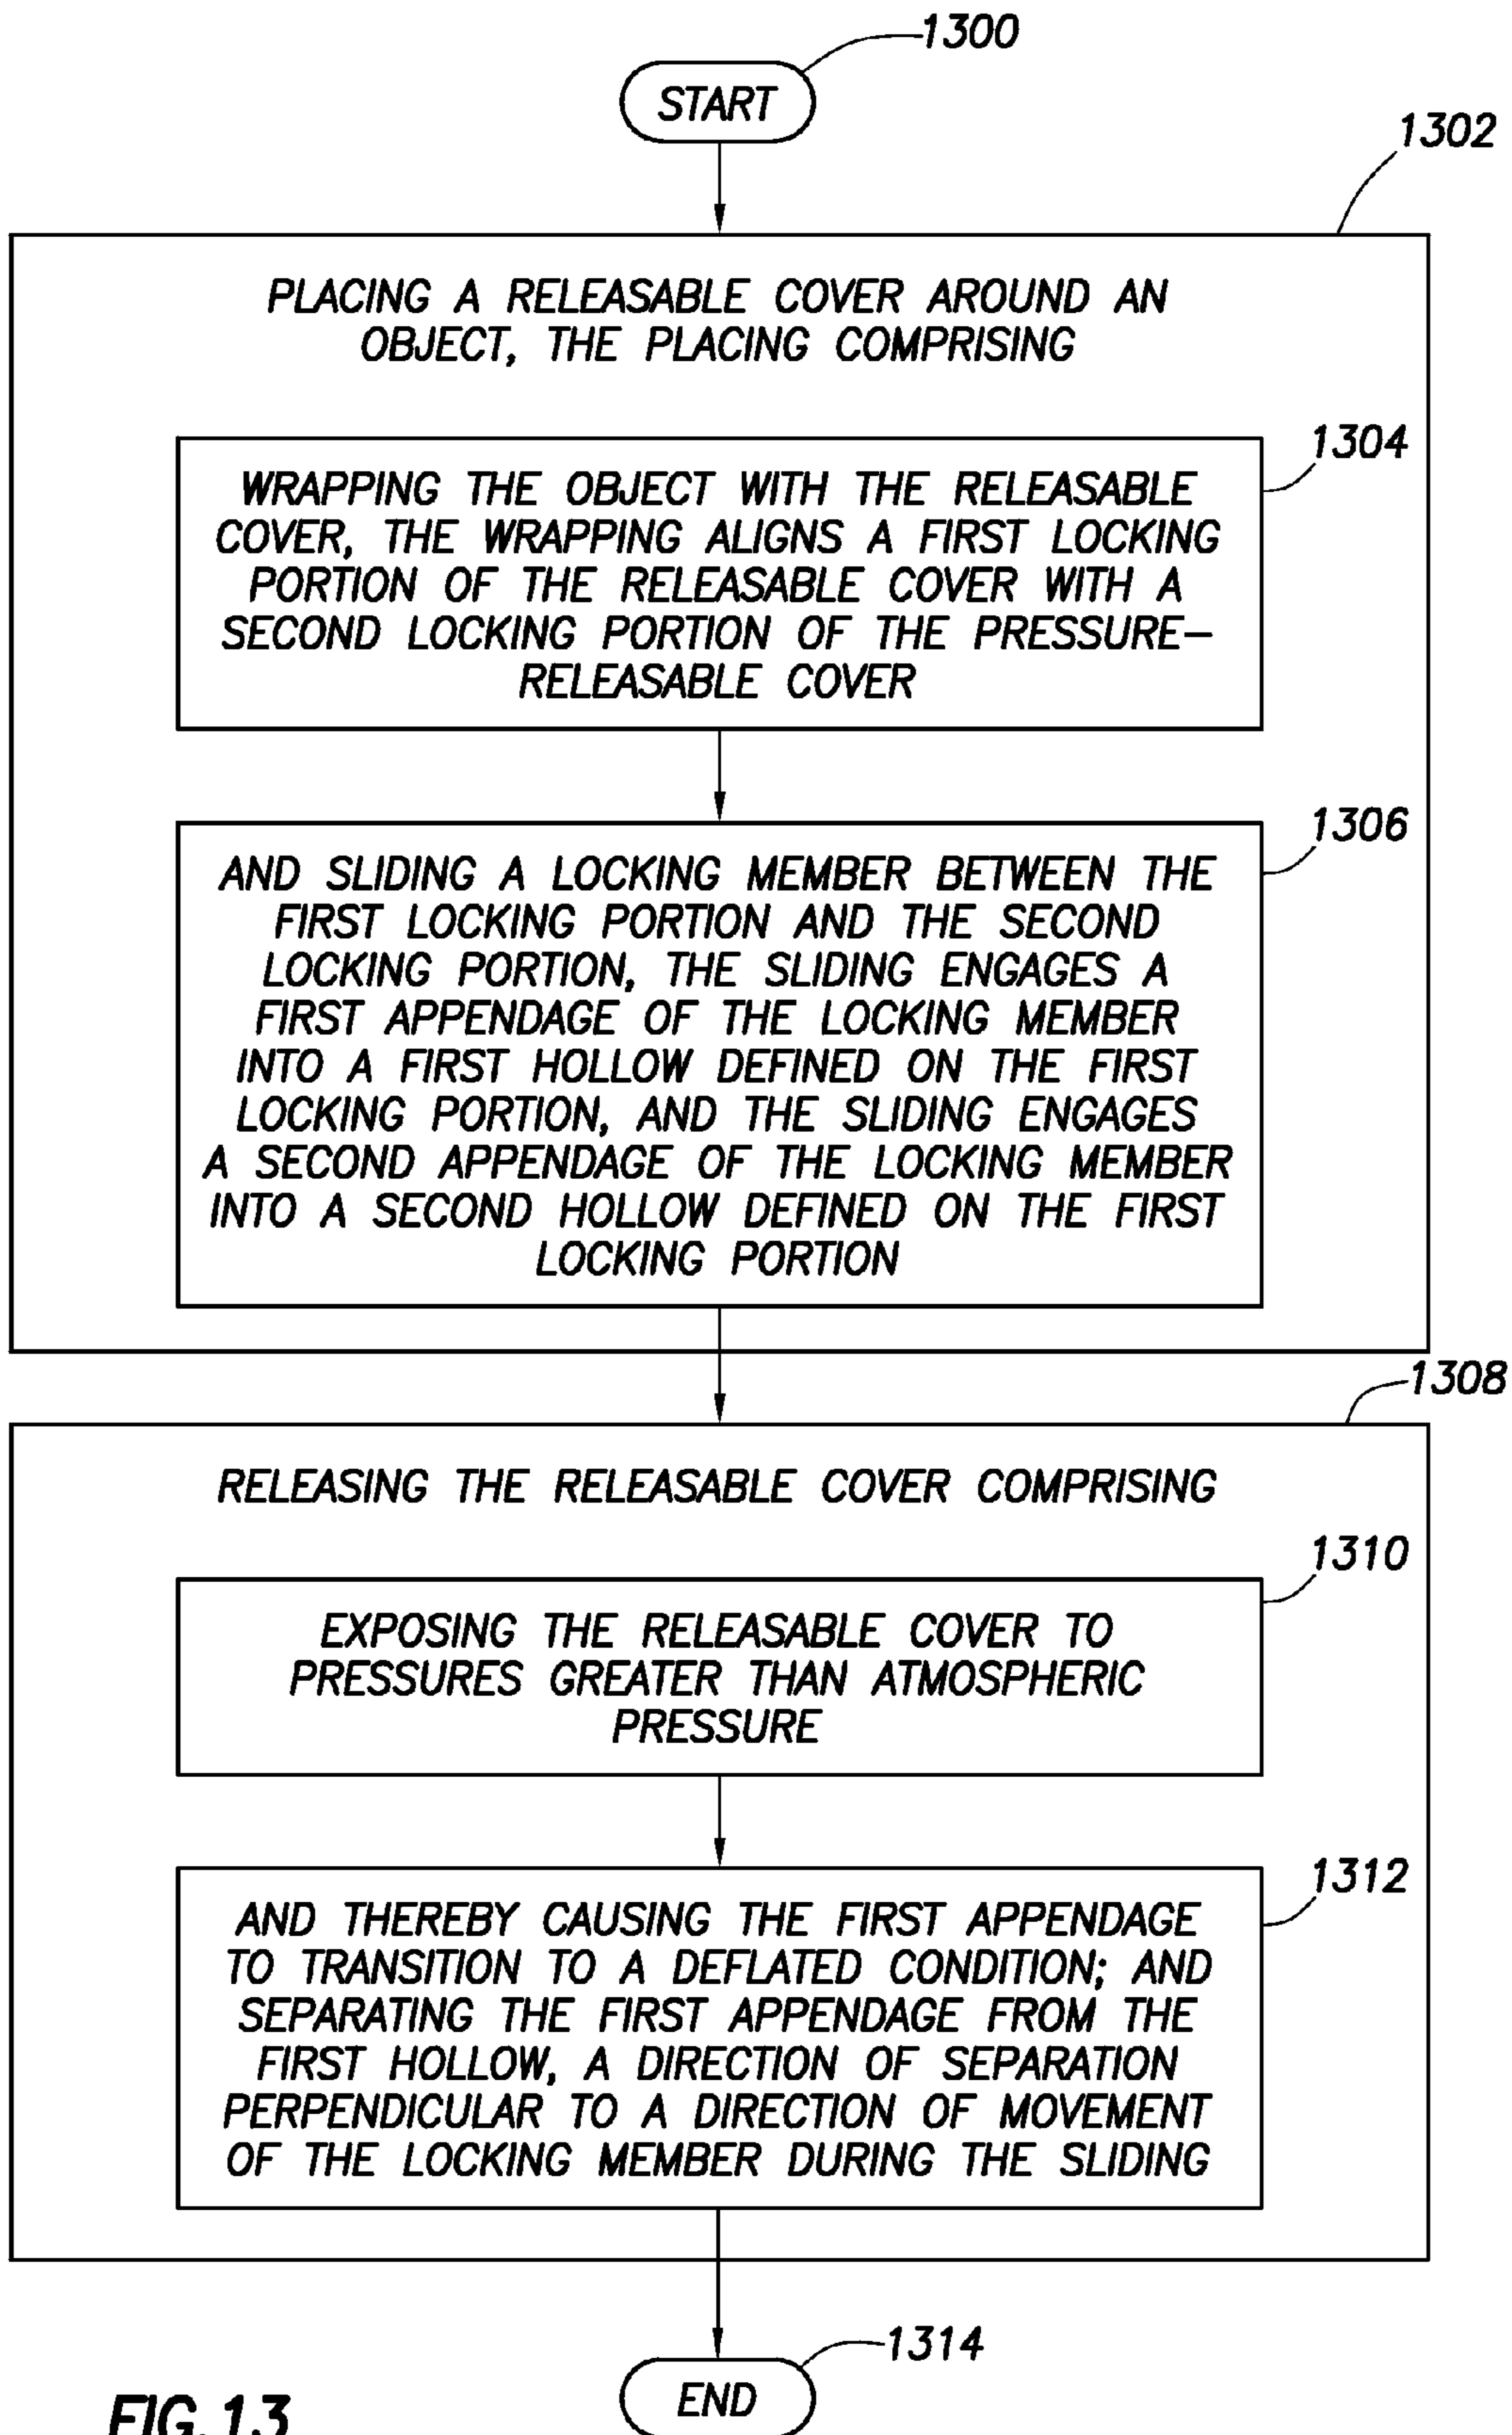 1300
START
1302
PLACING A RELEASABLE COVER AROUND AN
OBJECT, THE PLACING COMPRISING
1304
WRAPPING THE OBJECT WITH THE RELEASABLE
COVER, THE WRAPPING ALIGNS A FIRST LOCKING
PORTION OF THE RELEASABLE COVER WITH A
SECOND LOCKING PORTION OF THE PRESSURE–
RELEASABLE COVER
1306
AND SLIDING A LOCKING MEMBER BETWEEN THE
FIRST LOCKING PORTION AND THE SECOND
LOCKING PORTION, THE SLIDING ENGAGES A
FIRST APPENDAGE OF THE LOCKING MEMBER
INTO A FIRST HOLLOW DEFINED ON THE FIRST
LOCKING PORTION, AND THE SLIDING ENGAGES
A SECOND APPENDAGE OF THE LOCKING MEMBER
INTO A SECOND HOLLOW DEFINED ON THE FIRST
LOCKING PORTION
1308
RELEASING THE RELEASABLE COVER COMPRISING
1310
EXPOSING THE RELEASABLE COVER TO
PRESSURES GREATER THAN ATMOSPHERIC
PRESSURE
1312
AND THEREBY CAUSING THE FIRST APPENDAGE
TO TRANSITION TO A DEFLATED CONDITION; AND
SEPARATING THE FIRST APPENDAGE FROM THE
FIRST HOLLOW, A DIRECTION OF SEPARATION
PERPENDICULAR TO A DIRECTION OF MOVEMENT
OF THE LOCKING MEMBER DURING THE SLIDING
1314
END
FIG.13